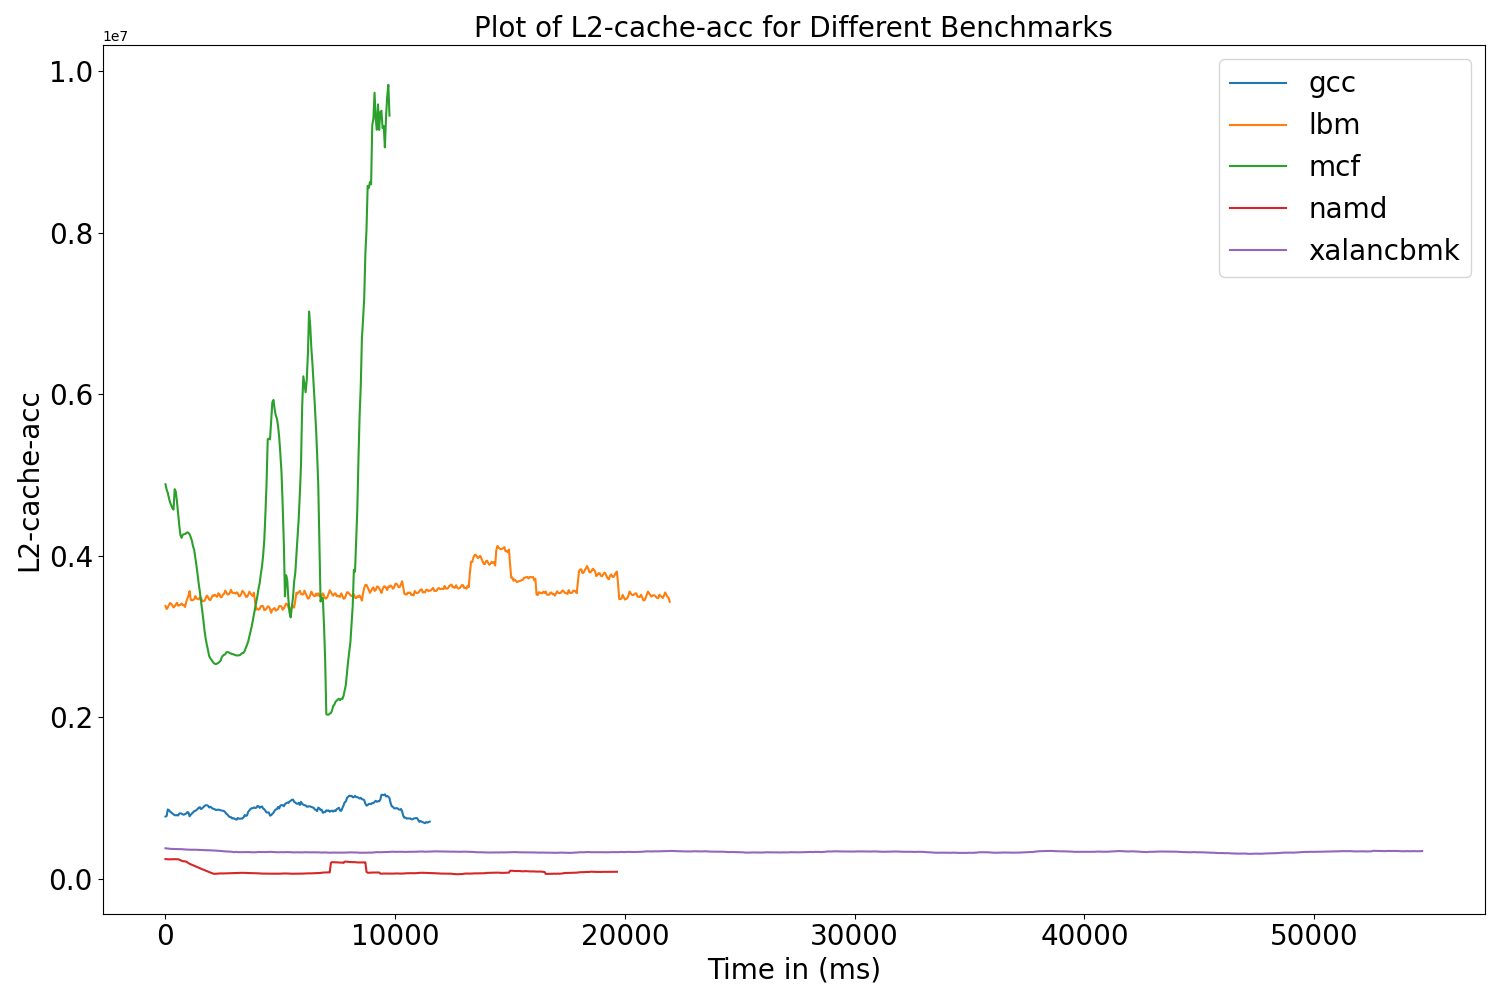 Plot of L2-cache-acc for Different Benchmarks
1e7
1.0
0.8
0.6
0.4
0.2
0.0
L2-cache-acc
gcc
lbm
mcf
namd
xalancbmk
0 10000 20000 30000 40000 50000
Time in (ms)